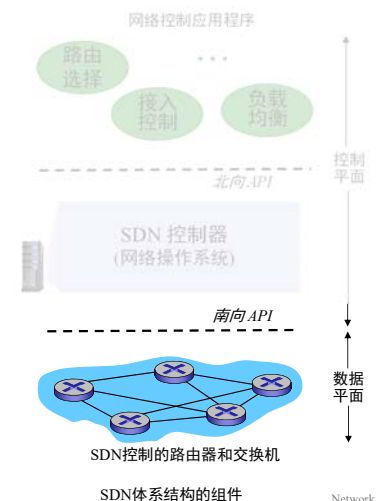 网络控制应用程序
路由
选择
...
接入
控制
负载
均衡
控制
平面
北向 API
SDN 控制器
(网络操作系统)
南向 API
数据
平面
SDN控制的路由器和交换机
SDN体系结构的组件
Network